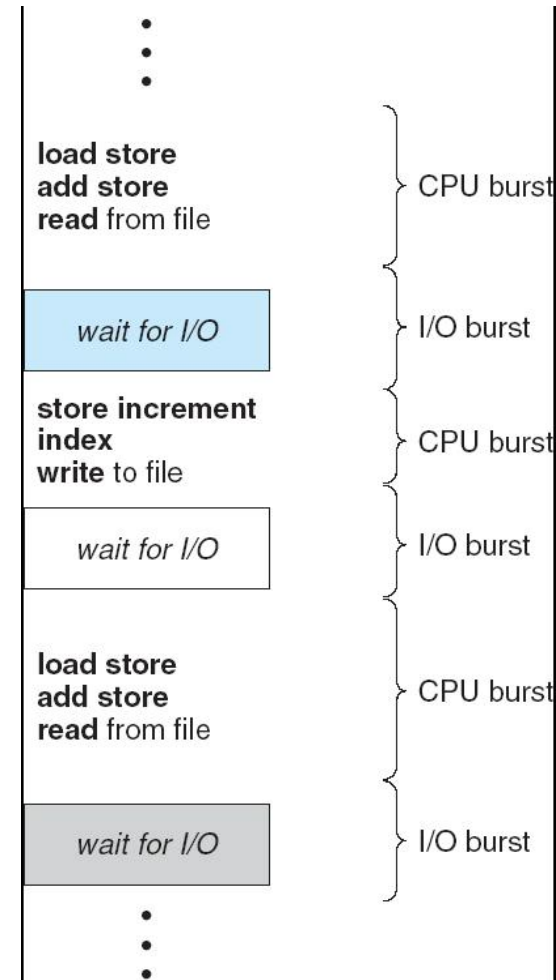 load store
add store
read from file
CPU burst
wait for I/O
I/O burst
store increment
index
write to file
CPU burst
wait for I/O
I/O burst
load store
add store
read from file
CPU burst
wait for I/O
I/O burst